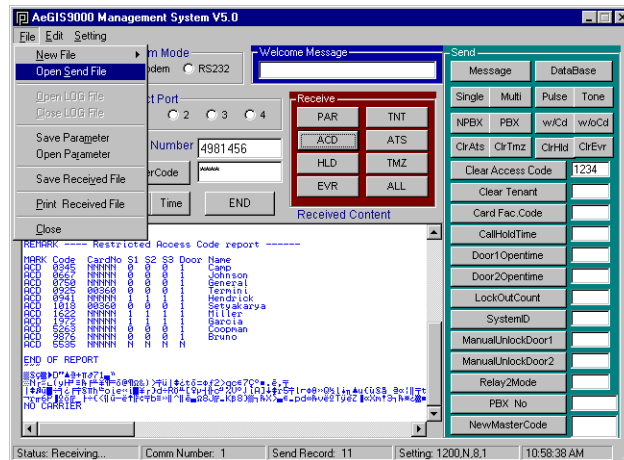 AeGIS9000 Management System V5.0
File Edit Setting
New File
Open Send File
Open LOG File
Close LOG File
Save Parameter
Open Parameter
Save Received File
Print Received File
Close
m Mode
odem RS232
ct Port
2 3 4
Number 4981456
erCode ****
Time END
Welcome Message
Receive
PAR TNT
ACD ATS
HLD TMZ
EVR ALL
Received Content
Send
Message DataBase
Single Multi Pulse Tone
NPBX PBX w/Cd w/oCd
ClrAts ClrTmz ClrHld ClrEvr
Clear Access Code 1234
Clear Tenant
Card Fac.Code
CallHoldTime
Door1Opentime
Door2Opentime
LockOutCount
SystemID
ManualUnlockDoor1
ManualUnlockDoor2
Relay2Mode
PBX No
NewMasterCode
REMARK ---- Restricted Access Code report ------
MARK Code CardNo S1 S2 S3 Door Name
ACD 0345 NNNNN 0 0 0 1 Camp
ACD 0667 NNNNN 0 0 0 1 Johnson
ACD 0750 NNNNN 0 0 0 1 General
ACD 0925 00360 0 0 0 1 Termini
ACD 0941 NNNNN 1 1 1 1 Hendrick
ACD 1018 00360 0 0 0 1 Setyakarya
ACD 1622 NNNNN 1 1 1 1 Miller
ACD 1972 NNNNN 1 1 1 1 Garcia
ACD 5263 NNNNN 0 0 0 1 Coopman
ACD 9876 NNNNN 0 0 0 1 Bruno
ACD 5535 NNNNN N N N N
END OF REPORT
~~~
NO CARRIER
Status: Receiving... Comm Number: 1 Send Record: 11 Setting: 1200,N,8,1 10:58:38 AM